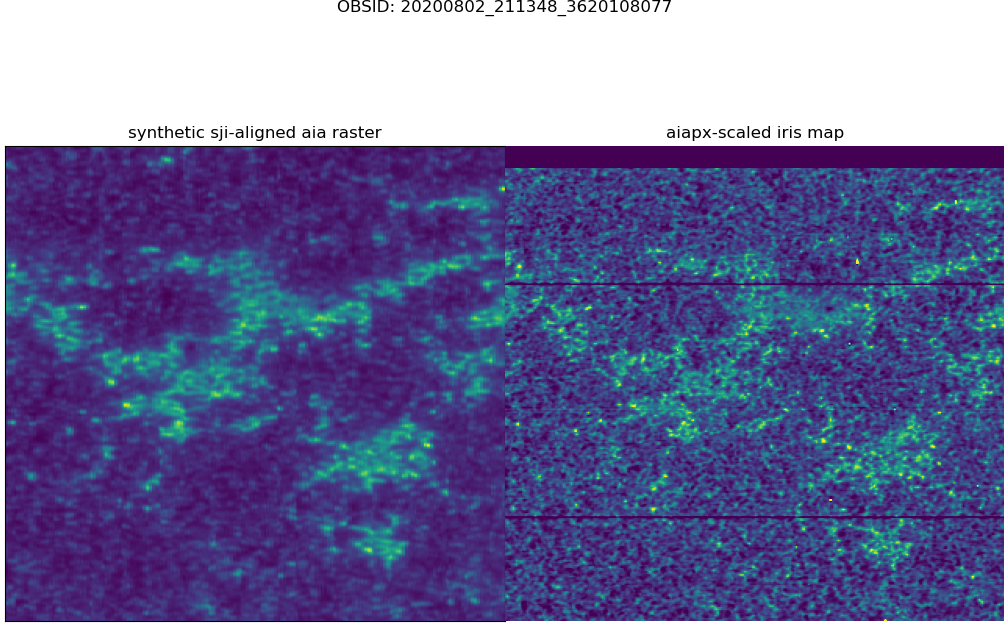 OBSID: 20200802_211348_3620108077
synthetic sji-aligned aia raster
aiapx-scaled iris map